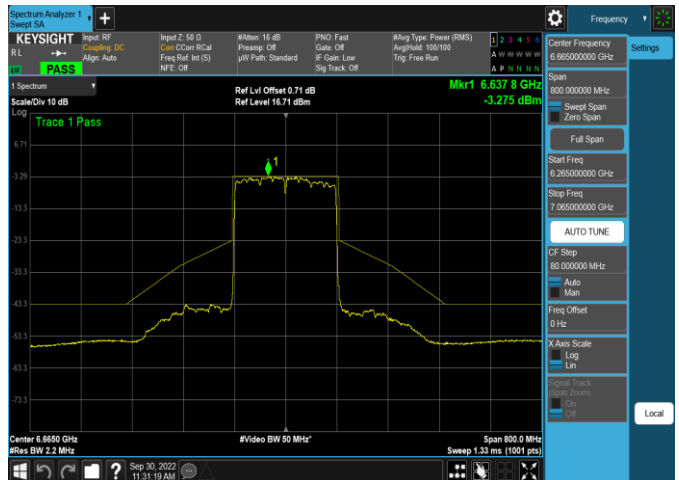 Spectrum Analyzer 1
Swept SA
+
Frequency
KEYSIGHT
R L
PASS
Input: RF
Coupling: DC
Align: Auto
Input Z: 50 Ω
Corr CCorr RCal
Freq Ref: Int (S)
NFE: Off
#Atten: 16 dB
Preamp: Off
µW Path: Standard
PNO: Fast
Gate: Off
IF Gain: Low
Sig Track: Off
#Avg Type: Power (RMS)
Avg|Hold: 100/100
Trig: Free Run
1 2 3 4 5 6
A W W W W W
A P N N N N
1 Spectrum
Scale/Div 10 dB
Log
Ref Lvl Offset 0.71 dB
Ref Level 16.71 dBm
Mkr1 6.637 8 GHz
-3.275 dBm
Trace 1 Pass
1
6.71
-3.29
-13.3
-23.3
-33.3
-43.3
-53.3
-63.3
-73.3
Center 6.6650 GHz
#Res BW 2.2 MHz
#Video BW 50 MHz*
Span 800.0 MHz
Sweep 1.33 ms (1001 pts)
Center Frequency
6.665000000 GHz
Span
800.000000 MHz
Swept Span
Zero Span
Full Span
Start Freq
6.265000000 GHz
Stop Freq
7.065000000 GHz
AUTO TUNE
CF Step
80.000000 MHz
Auto
Man
Freq Offset
0 Hz
X Axis Scale
Log
Lin
Signal Track
(Span Zoom)
On
Off
Settings
Local
?
Sep 30, 2022
11:31:19 AM